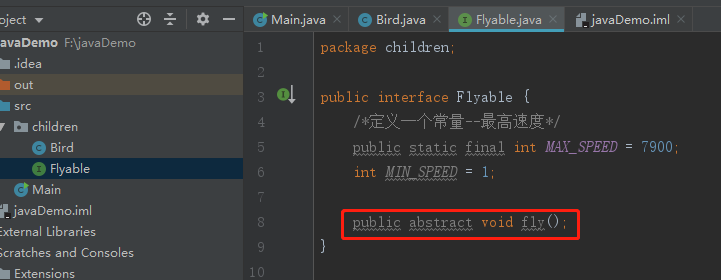 oject
Main.java
Bird.java
Flyable.java
javaDemo.iml
avaDemo F:\javaDemo
.idea
out
src
children
Bird
Flyable
Main
javaDemo.iml
xternal Libraries
cratches and Consoles
Extensions
1 package children;
2
3 public interface Flyable {
4 /*定义一个常量--最高速度*/
5 public static final int MAX_SPEED = 7900;
6 int MIN_SPEED = 1;
7
8 public abstract void fly();
9 }
10